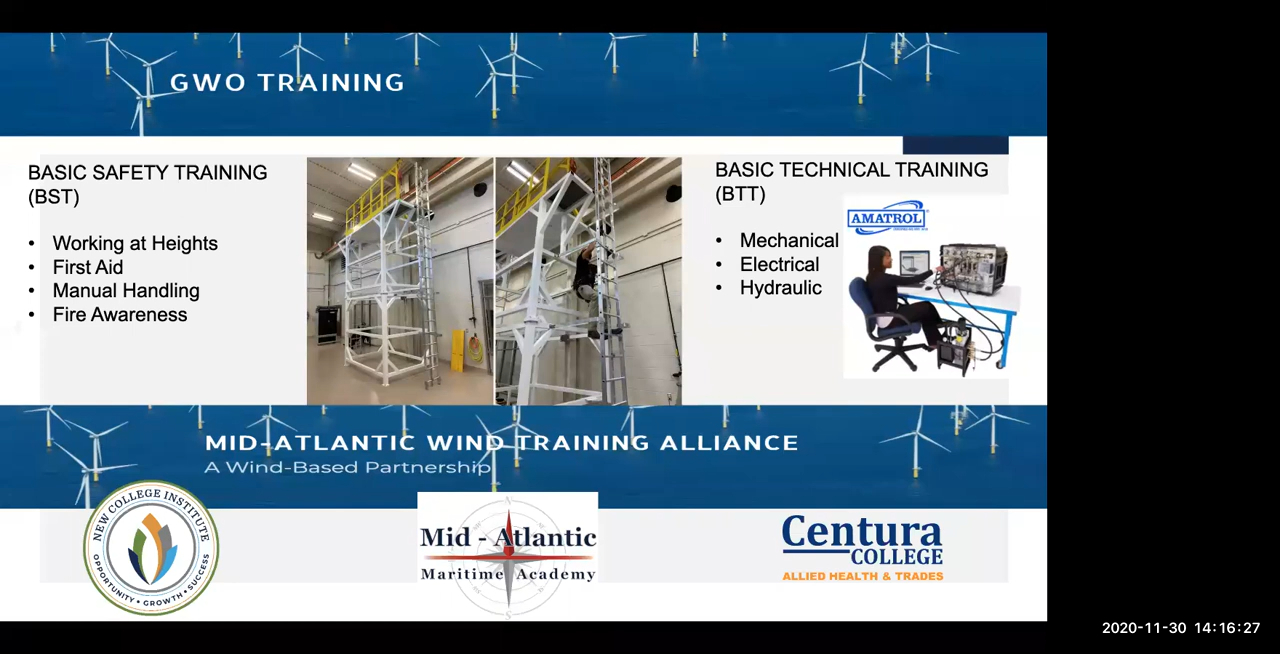 GWO TRAINING
BASIC SAFETY TRAINING
(BST)
• Working at Heights
• First Aid
• Manual Handling
• Fire Awareness
BASIC TECHNICAL TRAINING
(BTT)
• Mechanical
• Electrical
• Hydraulic
AMATROL
MID-ATLANTIC WIND TRAINING ALLIANCE
A Wind-Based Partnership
NEW COLLEGE INSTITUTE
OPPORTUNITY • GROWTH • SUCCESS
N
Mid - Atlantic
Maritime Academy
S
Centura
COLLEGE
ALLIED HEALTH & TRADES
2020-11-30 14:16:27